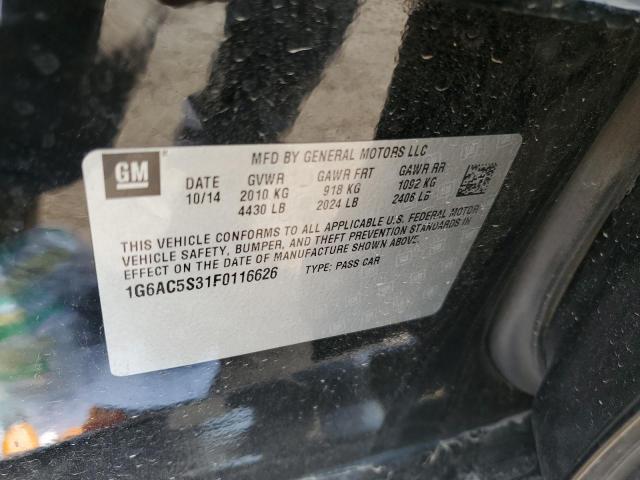 GM
MFD BY GENERAL MOTORS LLC
DATE GVWR GAWR FRT GAWR RR
10/14 2010 KG 918 KG 1092 KG
4430 LB 2024 LB 2406 LB
THIS VEHICLE CONFORMS TO ALL APPLICABLE U.S. FEDERAL MOTOR
VEHICLE SAFETY, BUMPER, AND THEFT PREVENTION STANDARDS IN
EFFECT ON THE DATE OF MANUFACTURE SHOWN ABOVE.
1G6AC5S31F0116626 TYPE: PASS CAR